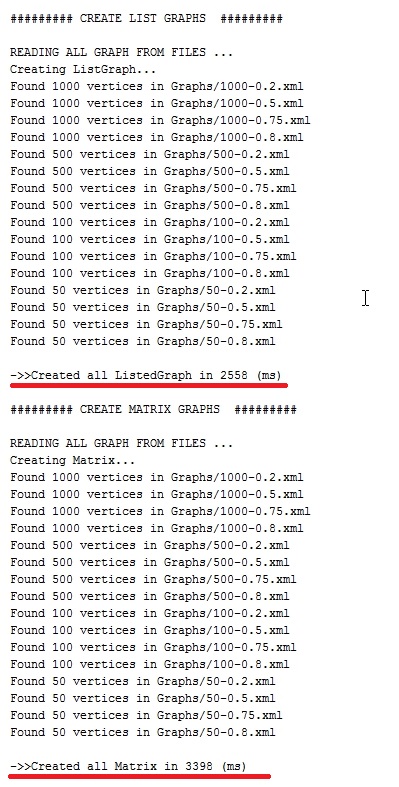 ######### CREATE LIST GRAPHS #########
READING ALL GRAPH FROM FILES ...
Creating ListGraph...
Found 1000 vertices in Graphs/1000-0.2.xml
Found 1000 vertices in Graphs/1000-0.5.xml
Found 1000 vertices in Graphs/1000-0.75.xml
Found 1000 vertices in Graphs/1000-0.8.xml
Found 500 vertices in Graphs/500-0.2.xml
Found 500 vertices in Graphs/500-0.5.xml
Found 500 vertices in Graphs/500-0.75.xml
Found 500 vertices in Graphs/500-0.8.xml
Found 100 vertices in Graphs/100-0.2.xml
Found 100 vertices in Graphs/100-0.5.xml
Found 100 vertices in Graphs/100-0.75.xml
Found 100 vertices in Graphs/100-0.8.xml
Found 50 vertices in Graphs/50-0.2.xml
Found 50 vertices in Graphs/50-0.5.xml
Found 50 vertices in Graphs/50-0.75.xml
Found 50 vertices in Graphs/50-0.8.xml
->>Created all ListedGraph in 2558 (ms)
######### CREATE MATRIX GRAPHS #########
READING ALL GRAPH FROM FILES ...
Creating Matrix...
Found 1000 vertices in Graphs/1000-0.2.xml
Found 1000 vertices in Graphs/1000-0.5.xml
Found 1000 vertices in Graphs/1000-0.75.xml
Found 1000 vertices in Graphs/1000-0.8.xml
Found 500 vertices in Graphs/500-0.2.xml
Found 500 vertices in Graphs/500-0.5.xml
Found 500 vertices in Graphs/500-0.75.xml
Found 500 vertices in Graphs/500-0.8.xml
Found 100 vertices in Graphs/100-0.2.xml
Found 100 vertices in Graphs/100-0.5.xml
Found 100 vertices in Graphs/100-0.75.xml
Found 100 vertices in Graphs/100-0.8.xml
Found 50 vertices in Graphs/50-0.2.xml
Found 50 vertices in Graphs/50-0.5.xml
Found 50 vertices in Graphs/50-0.75.xml
Found 50 vertices in Graphs/50-0.8.xml
->>Created all Matrix in 3398 (ms)